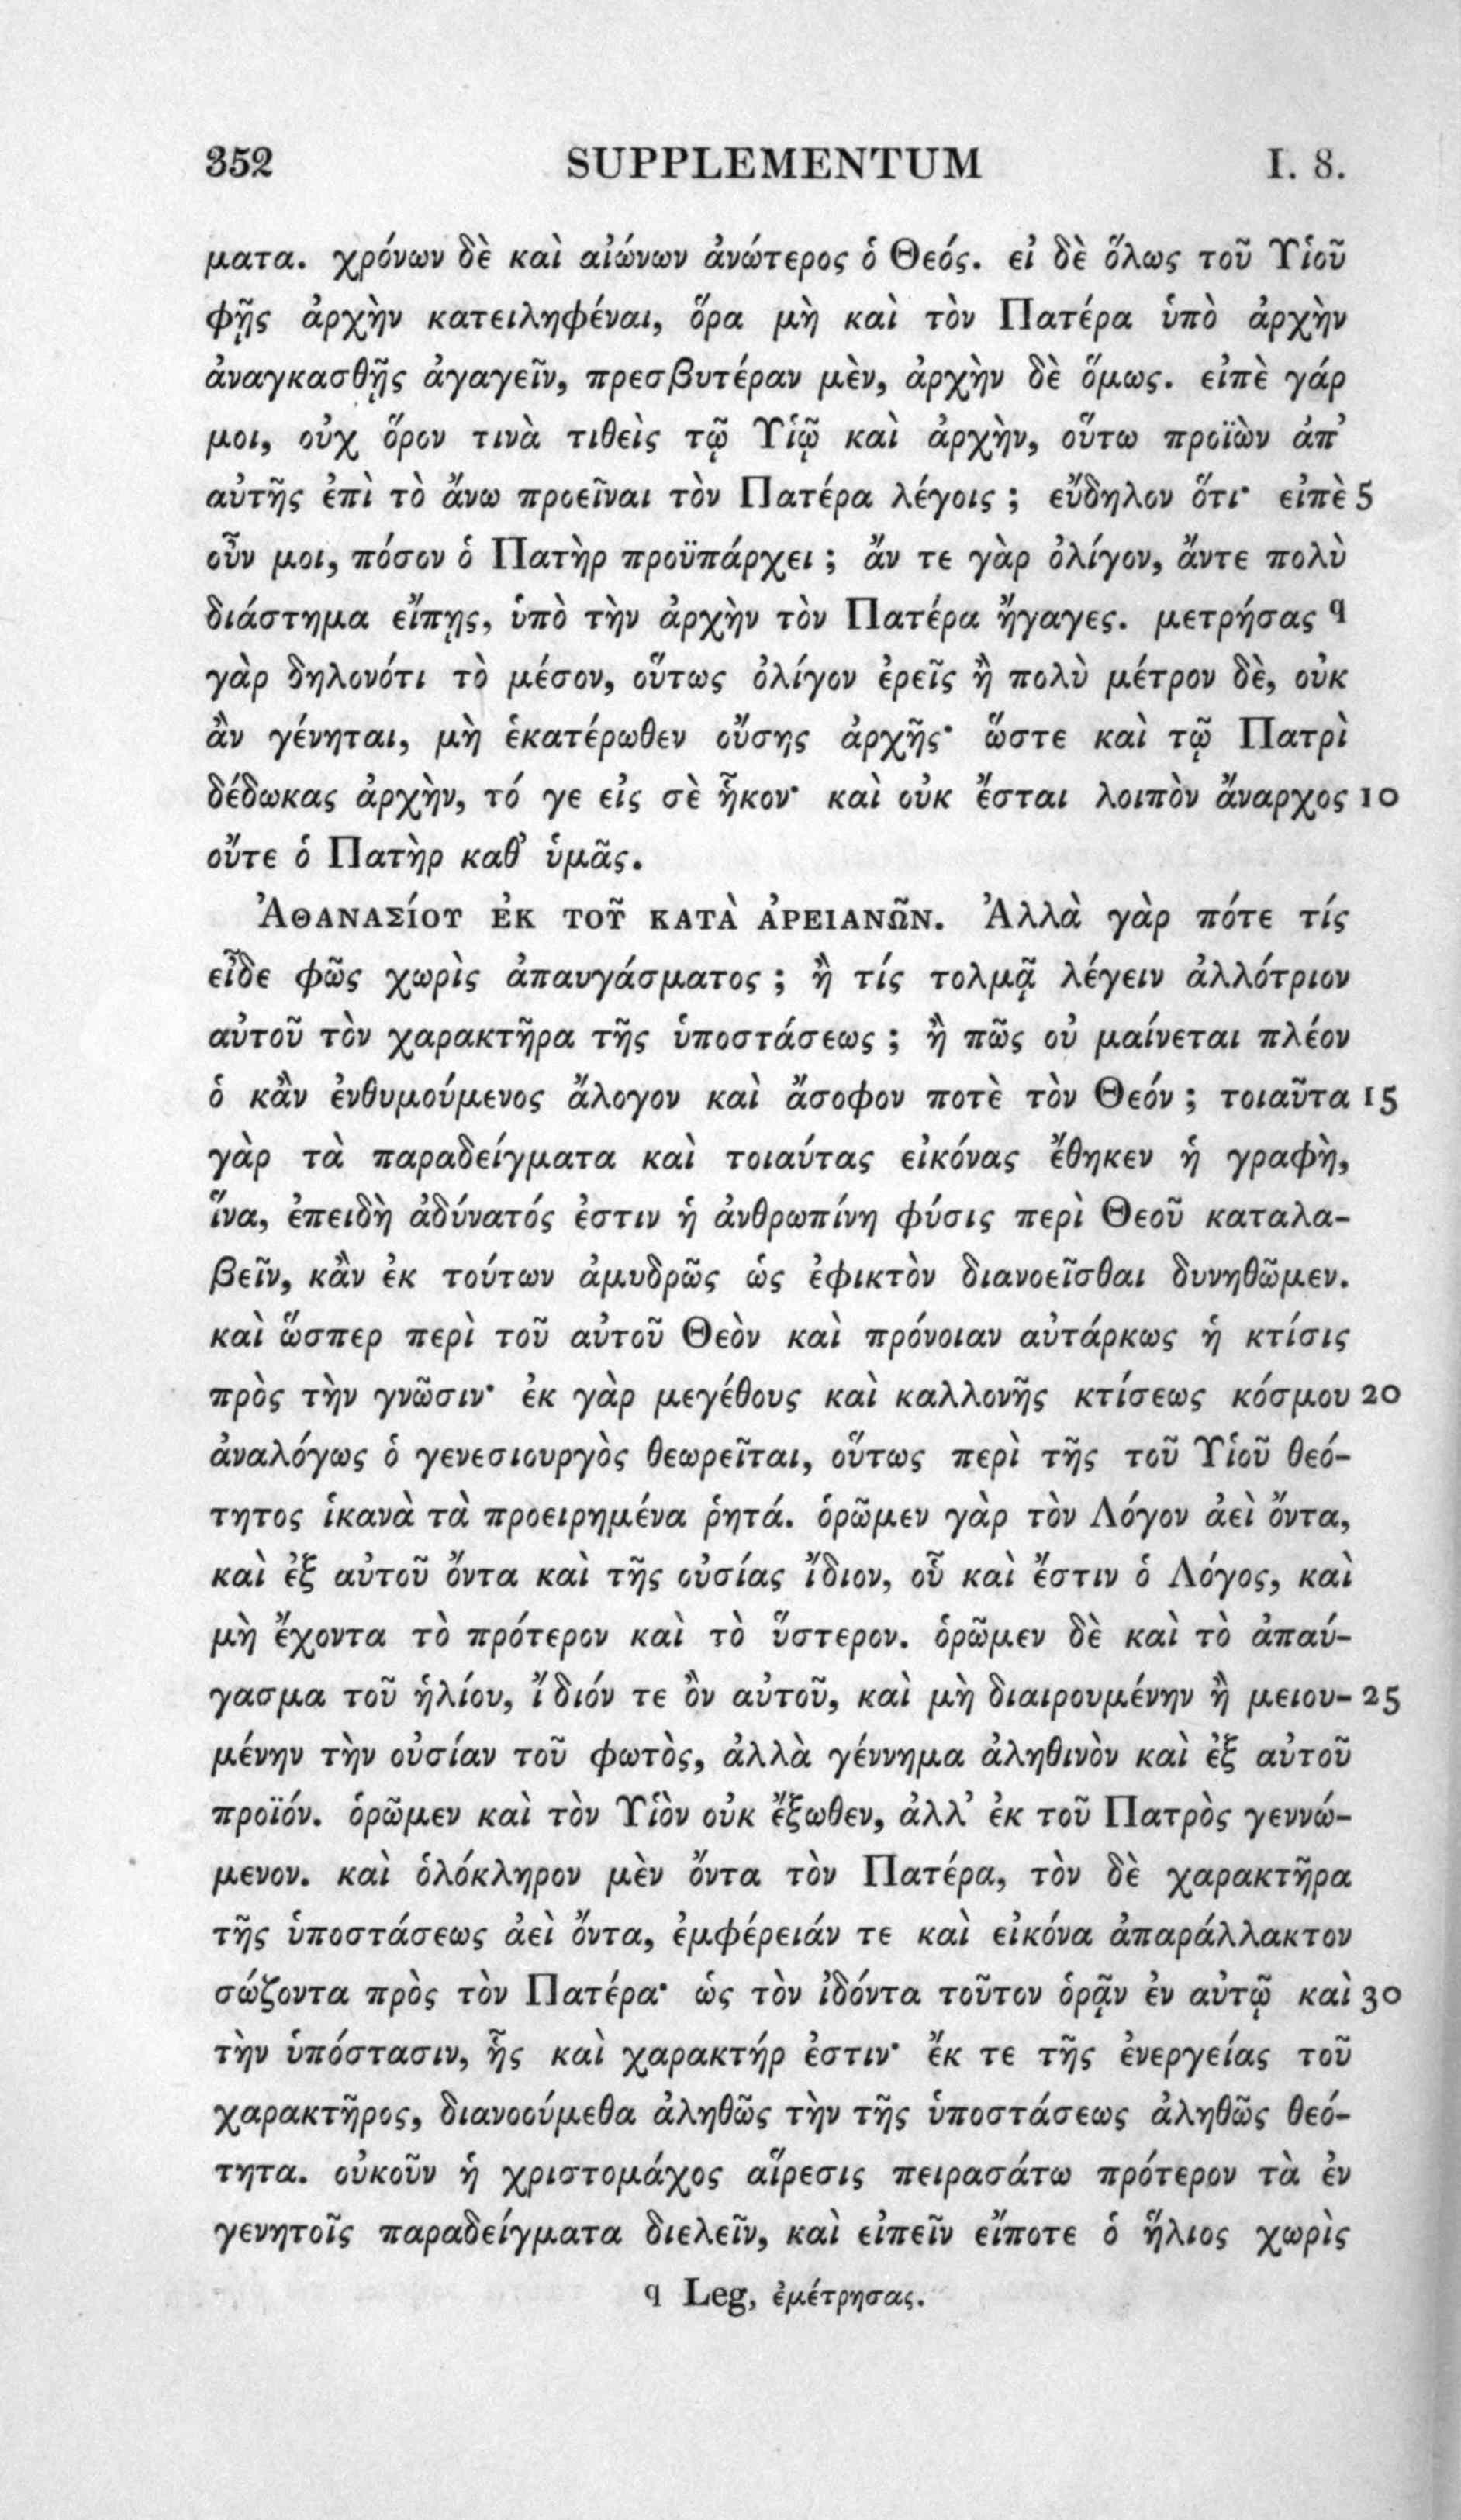 352 SUPPLEMENTUM I. 8.
ματα. χρόνων δὲ καὶ αἰώνων ἀνώτερος ὁ Θεός. εἰ δὲ ὅλως τοῦ Υἱοῦ
φῇς ἀρχὴν κατειληφέναι, ὅρα μὴ καὶ τὸν Πατέρα ὑπὸ ἀρχὴν
ἀναγκασθῇς ἀγαγεῖν, πρεσβυτέραν μὲν, ἀρχὴν δὲ ὅμως. εἰπὲ γάρ
μοι, οὐχ ὅρον τινὰ τιθεὶς τῷ Υἱῷ καὶ ἀρχὴν, οὕτω προϊὼν ἀπ’
αὐτῆς ἐπὶ τὸ ἄνω προεῖναι τὸν Πατέρα λέγοις ; εὔδηλον ὅτι· εἰπὲ 5
οὖν μοι, πόσον ὁ Πατὴρ προϋπάρχει ; ἄν τε γὰρ ὀλίγον, ἄντε πολὺ
διάστημα εἴπῃς, ὑπὸ τὴν ἀρχὴν τὸν Πατέρα ἤγαγες. μετρήσας q
γὰρ δηλονότι τὸ μέσον, οὕτως ὀλίγον ἐρεῖς ἢ πολὺ μέτρον δὲ, οὐκ
ἂν γένηται, μὴ ἑκατέρωθεν οὔσης ἀρχῆς· ὥστε καὶ τῷ Πατρὶ
δέδωκας ἀρχὴν, τό γε εἰς σὲ ἧκον· καὶ οὐκ ἔσται λοιπὸν ἄναρχος 10
οὔτε ὁ Πατὴρ καθ’ ὑμᾶς.
ἈΘΑΝΑΣΊΟΥ ἘΚ ΤΟΥ͂ ΚΑΤᾺ ἈΡΕΙΑΝΩ͂Ν. Ἀλλὰ γὰρ πότε τίς
εἶδε φῶς χωρὶς ἀπαυγάσματος ; ἢ τίς τολμᾷ λέγειν ἀλλότριον
αὐτοῦ τὸν χαρακτῆρα τῆς ὑποστάσεως ; ἢ πῶς οὐ μαίνεται πλέον
ὁ κἂν ἐνθυμούμενος ἄλογον καὶ ἄσοφον ποτὲ τὸν Θεόν ; τοιαῦτα 15
γὰρ τὰ παραδείγματα καὶ τοιαύτας εἰκόνας ἔθηκεν ἡ γραφὴ,
ἵνα, ἐπειδὴ ἀδύνατός ἐστιν ἡ ἀνθρωπίνη φύσις περὶ Θεοῦ καταλα-
βεῖν, κἂν ἐκ τούτων ἀμυδρῶς ὡς ἐφικτὸν διανοεῖσθαι δυνηθῶμεν.
καὶ ὥσπερ περὶ τοῦ αὐτοῦ Θεὸν καὶ πρόνοιαν αὐτάρκως ἡ κτίσις
πρὸς τὴν γνῶσιν· ἐκ γὰρ μεγέθους καὶ καλλονῆς κτίσεως κόσμου 20
ἀναλόγως ὁ γενεσιουργὸς θεωρεῖται, οὕτως περὶ τῆς τοῦ Υἱοῦ θεό-
τητος ἱκανὰ τὰ προειρημένα ῥητά. ὁρῶμεν γὰρ τὸν Λόγον ἀεὶ ὄντα,
καὶ ἐξ αὐτοῦ ὄντα καὶ τῆς οὐσίας ἴδιον, οὗ καὶ ἔστιν ὁ Λόγος, καὶ
μὴ ἔχοντα τὸ πρότερον καὶ τὸ ὕστερον. ὁρῶμεν δὲ καὶ τὸ ἀπαύ-
γασμα τοῦ ἡλίου, ἴδιόν τε ὂν αὐτοῦ, καὶ μὴ διαιρουμένην ἢ μειου- 25
μένην τὴν οὐσίαν τοῦ φωτὸς, ἀλλὰ γέννημα ἀληθινὸν καὶ ἐξ αὐτοῦ
προϊόν. ὁρῶμεν καὶ τὸν Υἱὸν οὐκ ἔξωθεν, ἀλλ’ ἐκ τοῦ Πατρὸς γεννώ-
μενον. καὶ ὁλόκληρον μὲν ὄντα τὸν Πατέρα, τὸν δὲ χαρακτῆρα
τῆς ὑποστάσεως ἀεὶ ὄντα, ἐμφέρειάν τε καὶ εἰκόνα ἀπαράλλακτον
σώζοντα πρὸς τὸν Πατέρα· ὡς τὸν ἰδόντα τοῦτον ὁρᾷν ἐν αὐτῷ καὶ 30
τὴν ὑπόστασιν, ἧς καὶ χαρακτήρ ἐστιν· ἔκ τε τῆς ἐνεργείας τοῦ
χαρακτῆρος, διανοούμεθα ἀληθῶς τὴν τῆς ὑποστάσεως ἀληθῶς θεό-
τητα. οὐκοῦν ἡ χριστομάχος αἵρεσις πειρασάτω πρότερον τὰ ἐν
γενητοῖς παραδείγματα διελεῖν, καὶ εἰπεῖν εἴποτε ὁ ἥλιος χωρὶς
q Leg, ἐμέτρησας.